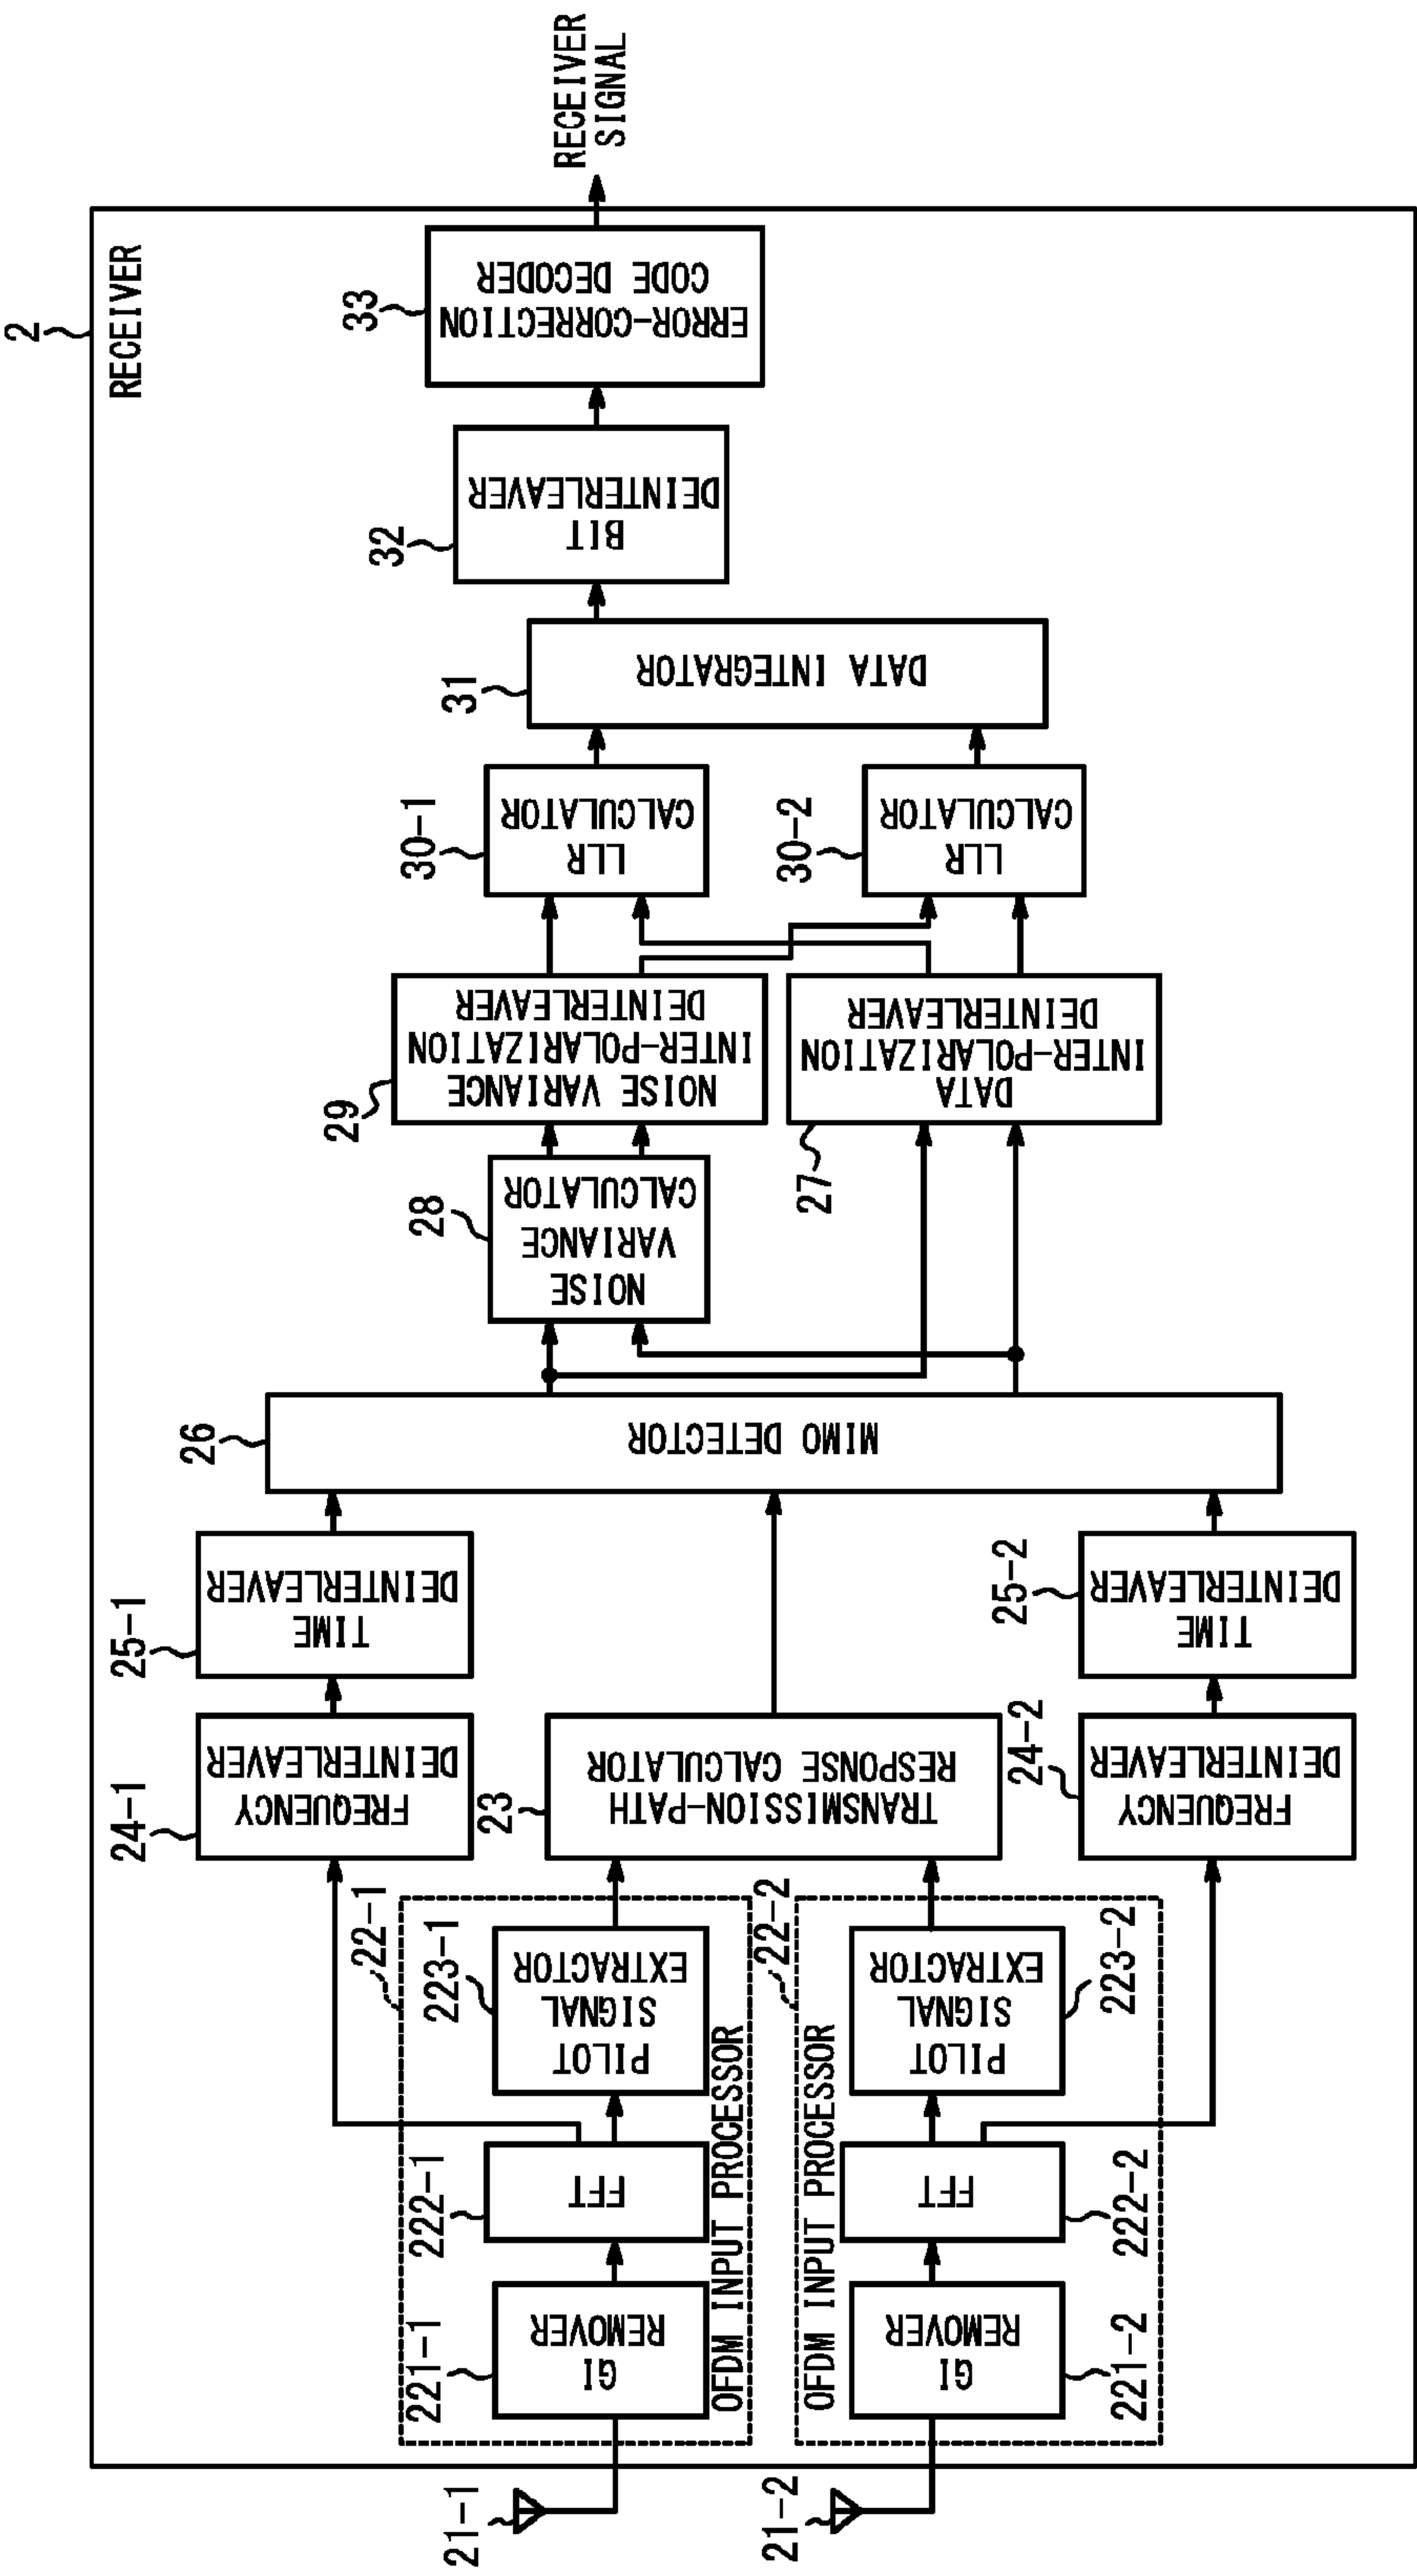 2
RECEIVER
21-1
22-1
OFDM INPUT PROCESSOR
221-1
GI
REMOVER
222-1
FFT
223-1
PILOT
SIGNAL
EXTRACTOR
21-2
22-2
OFDM INPUT PROCESSOR
221-2
GI
REMOVER
222-2
FFT
223-2
PILOT
SIGNAL
EXTRACTOR
24-1
FREQUENCY
DEINTERLEAVER
23
TRANSMISSION-PATH
RESPONSE CALCULATOR
24-2
FREQUENCY
DEINTERLEAVER
25-1
TIME
DEINTERLEAVER
25-2
TIME
DEINTERLEAVER
26
MIMO DETECTOR
28
NOISE
VARIANCE
CALCULATOR
29
NOISE VARIANCE
INTER-POLARIZATION
DEINTERLEAVER
27
DATA
INTER-POLARIZATION
DEINTERLEAVER
30-1
LLR
CALCULATOR
30-2
LLR
CALCULATOR
31
DATA INTEGRATOR
32
BIT
DEINTERLEAVER
33
ERROR-CORRECTION
CODE DECODER
RECEIVER
SIGNAL